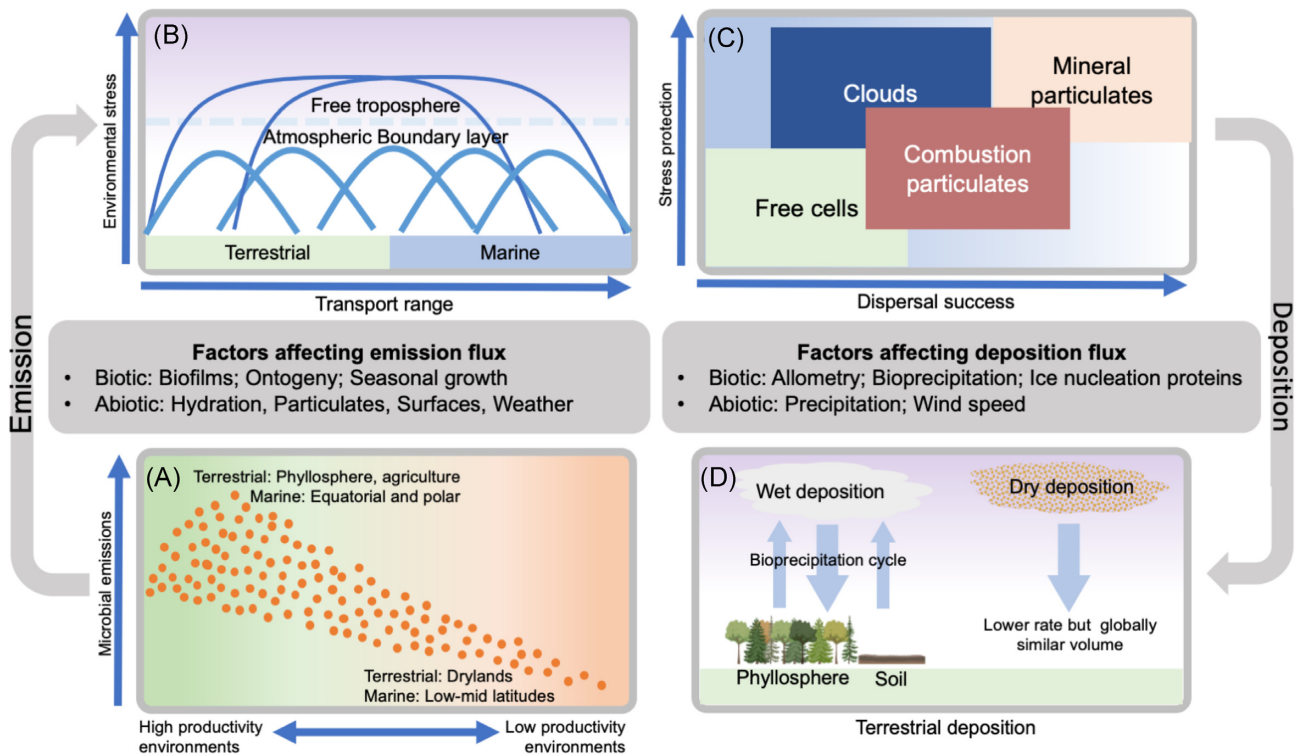 (B)
Environmental stress
Free troposphere
Atmospheric Boundary layer
Terrestrial
Marine
Transport range
(C)
Stress protection
Clouds
Mineral
particulates
Combustion
particulates
Free cells
Dispersal success
Emission
Factors affecting emission flux
• Biotic: Biofilms; Ontogeny; Seasonal growth
• Abiotic: Hydration, Particulates, Surfaces, Weather
Factors affecting deposition flux
• Biotic: Allometry; Bioprecipitation; Ice nucleation proteins
• Abiotic: Precipitation; Wind speed
Deposition
(A)
Microbial emissions
Terrestrial: Phyllosphere, agriculture
Marine: Equatorial and polar
Terrestrial: Drylands
Marine: Low-mid latitudes
High productivity
environments
Low productivity
environments
(D)
Wet deposition
Dry deposition
Bioprecipitation cycle
Lower rate but globally
similar volume
Phyllosphere
Soil
Terrestrial deposition